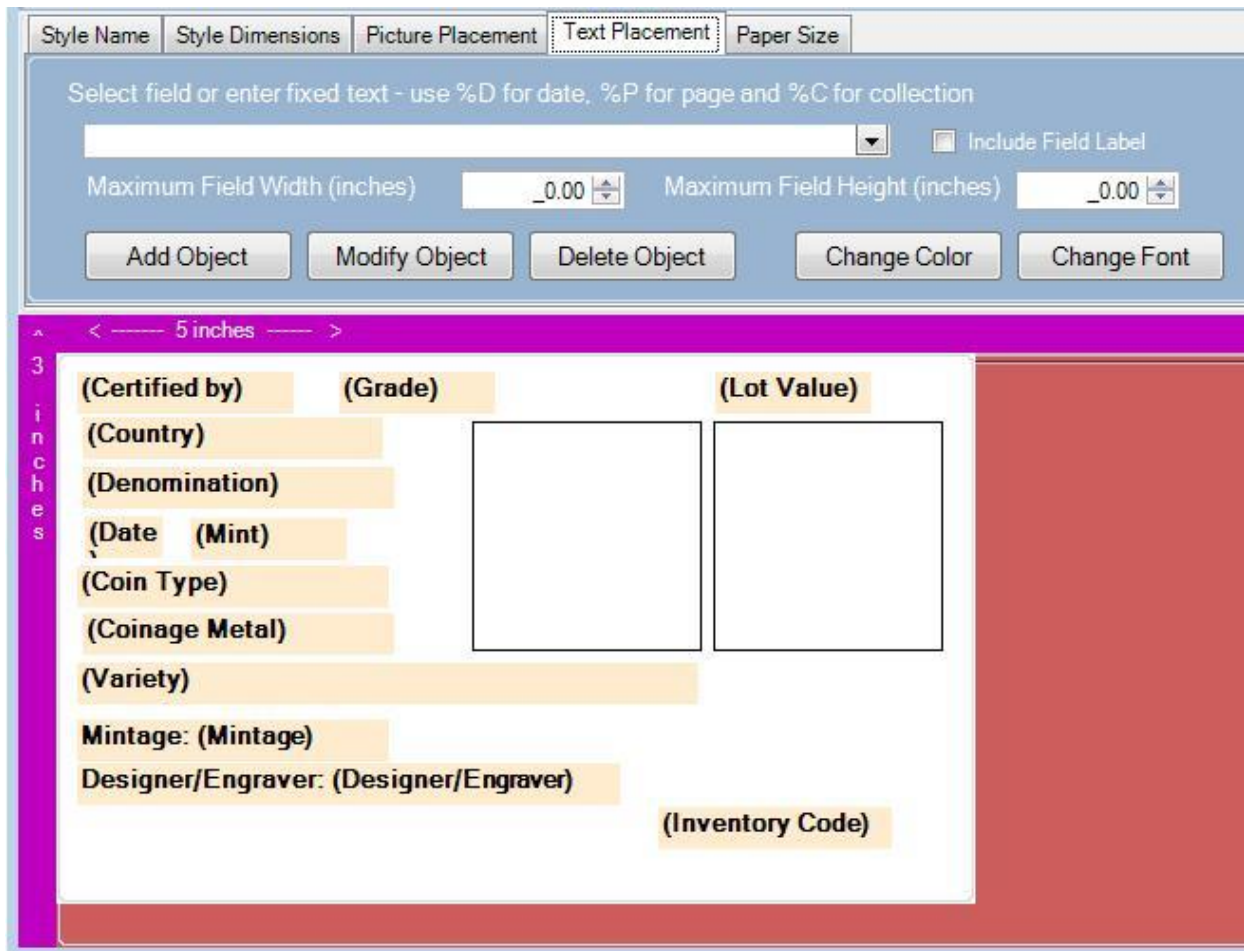 Style Name Style Dimensions Picture Placement Text Placement Paper Size
Select field or enter fixed text - use %D for date, %P for page and %C for collection
Include Field Label
Maximum Field Width (inches) _0.00 Maximum Field Height (inches) _0.00
Add Object Modify Object Delete Object Change Color Change Font
< ------- 5 inches ------ >
^
3
i
n
c
h
e
s
(Certified by) (Grade) (Lot Value)
(Country)
(Denomination)
(Date) (Mint)
(Coin Type)
(Coinage Metal)
(Variety)
Mintage: (Mintage)
Designer/Engraver: (Designer/Engraver)
(Inventory Code)